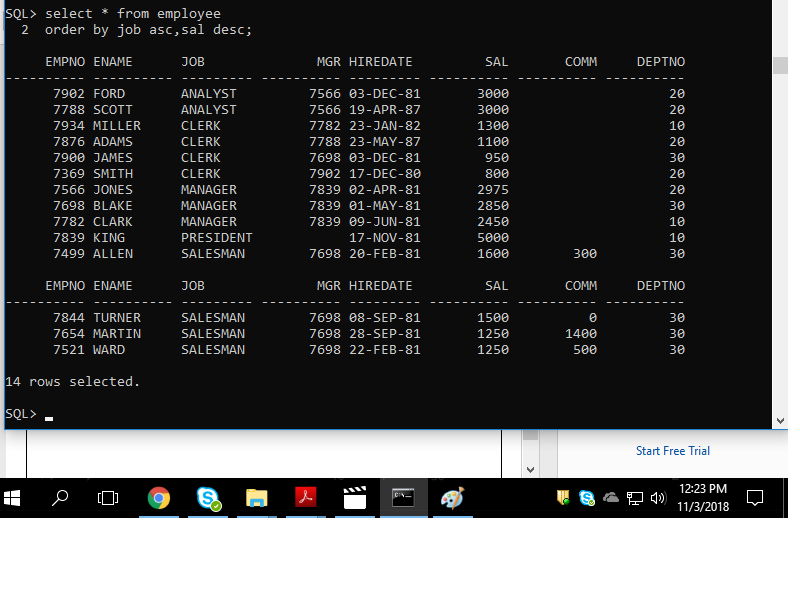 SQL> select * from employee
  2  order by job asc,sal desc;
     EMPNO ENAME      JOB              MGR HIREDATE         SAL       COMM     DEPTNO
---------- ---------- --------- ---------- --------- ---------- ---------- ----------
      7902 FORD       ANALYST         7566 03-DEC-81       3000                    20
      7788 SCOTT      ANALYST         7566 19-APR-87       3000                    20
      7934 MILLER     CLERK           7782 23-JAN-82       1300                    10
      7876 ADAMS      CLERK           7788 23-MAY-87       1100                    20
      7900 JAMES      CLERK           7698 03-DEC-81        950                    30
      7369 SMITH      CLERK           7902 17-DEC-80        800                    20
      7566 JONES      MANAGER         7839 02-APR-81       2975                    20
      7698 BLAKE      MANAGER         7839 01-MAY-81       2850                    30
      7782 CLARK      MANAGER         7839 09-JUN-81       2450                    10
      7839 KING       PRESIDENT            17-NOV-81       5000                    10
      7499 ALLEN      SALESMAN        7698 20-FEB-81       1600        300         30
     EMPNO ENAME      JOB              MGR HIREDATE         SAL       COMM     DEPTNO
---------- ---------- --------- ---------- --------- ---------- ---------- ----------
      7844 TURNER     SALESMAN        7698 08-SEP-81       1500          0         30
      7654 MARTIN     SALESMAN        7698 28-SEP-81       1250       1400         30
      7521 WARD       SALESMAN        7698 22-FEB-81       1250        500         30
14 rows selected.
SQL>
Start Free Trial
12:23 PM
11/3/2018